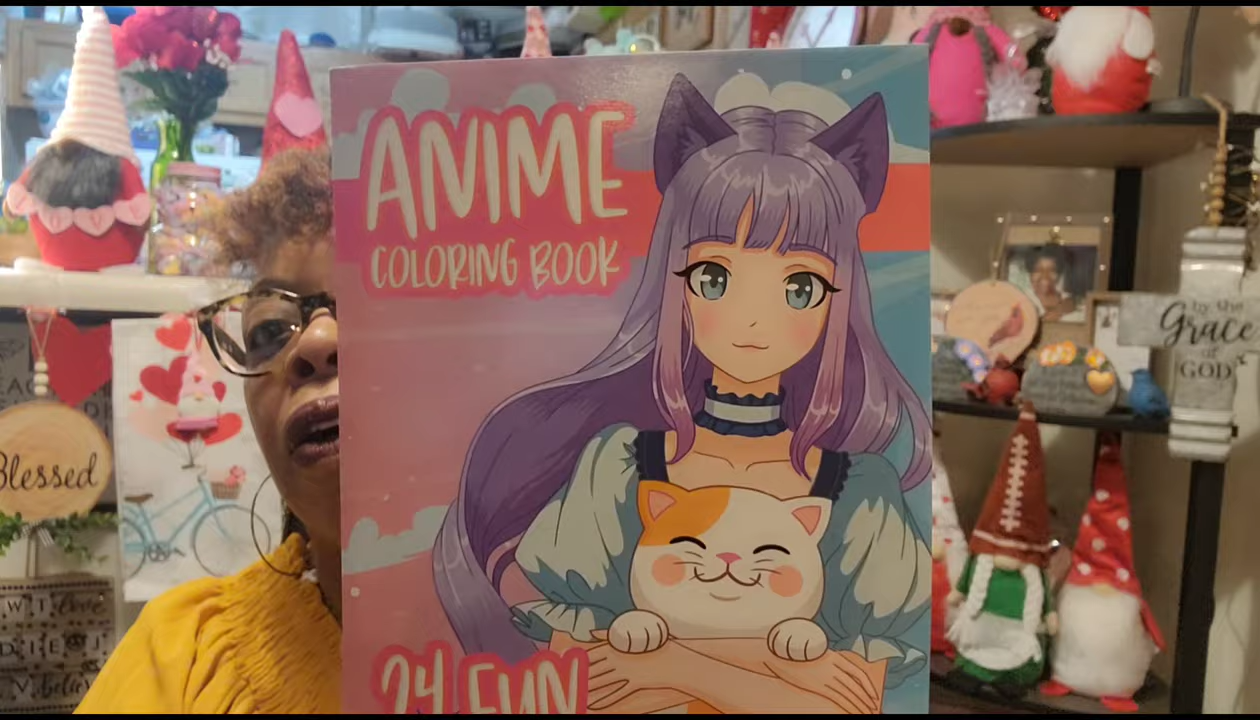 ANIME
COLORING BOOK
24 FUN
Blessed
by the
Grace
of
GOD